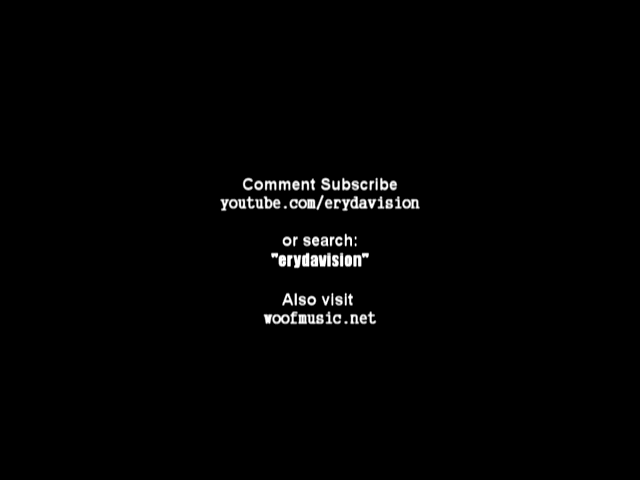 Comment Subscribe
youtube.com/erydavision
or search:
"erydavision"
Also visit
woofmusic.net